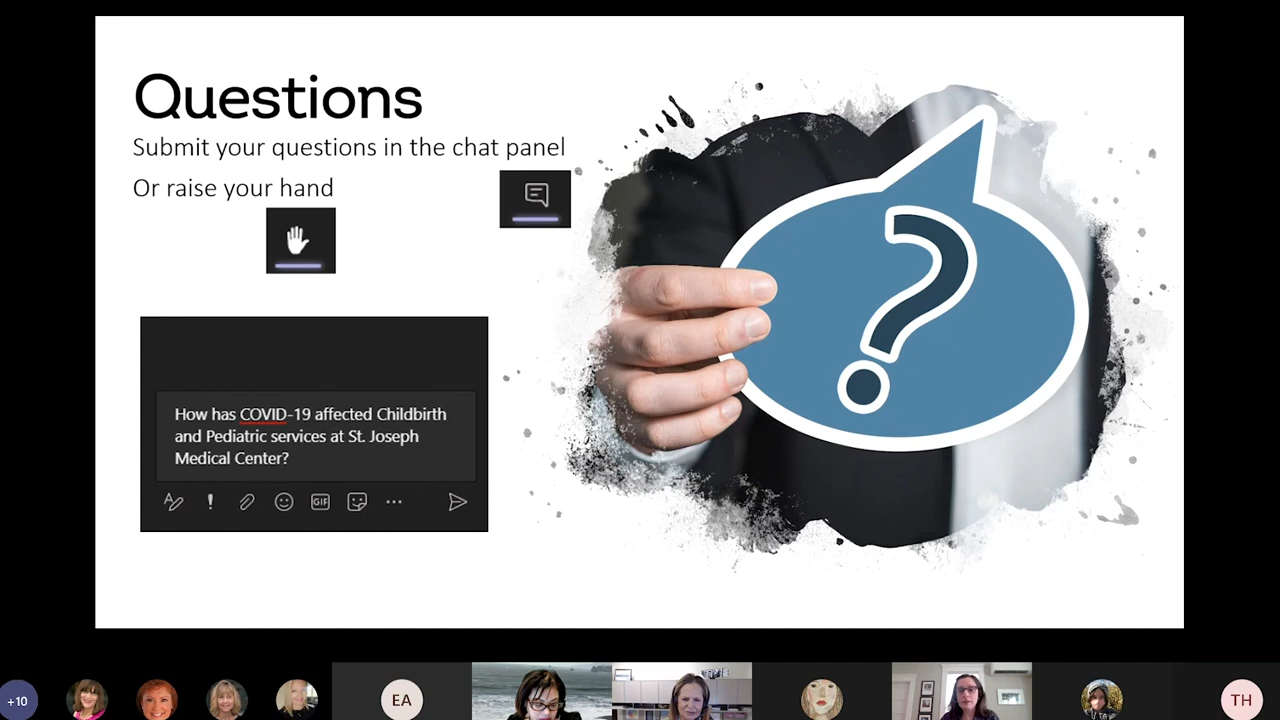 Questions
Submit your questions in the chat panel
Or raise your hand
?
How has COVID-19 affected Childbirth
and Pediatric services at St. Joseph
Medical Center?
GIF
+10
EA
TH